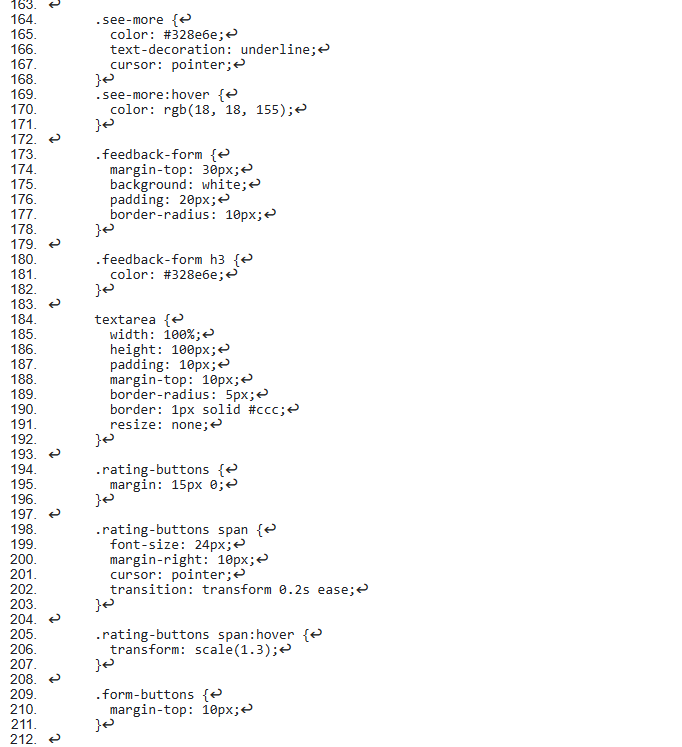 163. ↩
164. .see-more {↩
165. color: #328e6e;↩
166. text-decoration: underline;↩
167. cursor: pointer;↩
168. }↩
169. .see-more:hover {↩
170. color: rgb(18, 18, 155);↩
171. }↩
172. ↩
173. .feedback-form {↩
174. margin-top: 30px;↩
175. background: white;↩
176. padding: 20px;↩
177. border-radius: 10px;↩
178. }↩
179. ↩
180. .feedback-form h3 {↩
181. color: #328e6e;↩
182. }↩
183. ↩
184. textarea {↩
185. width: 100%;↩
186. height: 100px;↩
187. padding: 10px;↩
188. margin-top: 10px;↩
189. border-radius: 5px;↩
190. border: 1px solid #ccc;↩
191. resize: none;↩
192. }↩
193. ↩
194. .rating-buttons {↩
195. margin: 15px 0;↩
196. }↩
197. ↩
198. .rating-buttons span {↩
199. font-size: 24px;↩
200. margin-right: 10px;↩
201. cursor: pointer;↩
202. transition: transform 0.2s ease;↩
203. }↩
204. ↩
205. .rating-buttons span:hover {↩
206. transform: scale(1.3);↩
207. }↩
208. ↩
209. .form-buttons {↩
210. margin-top: 10px;↩
211. }↩
212. ↩